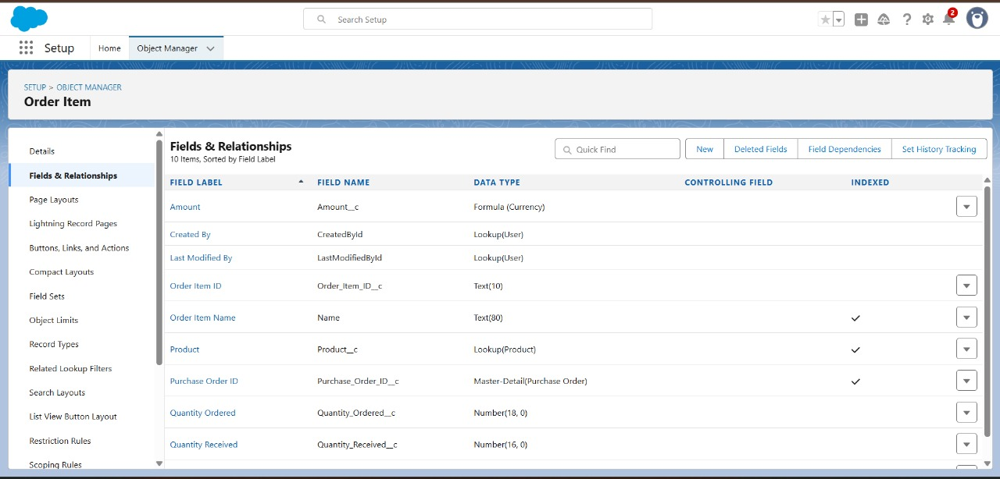 Search Setup
2
Setup
Home
Object Manager
SETUP > OBJECT MANAGER
Order Item
Details
Fields & Relationships
Page Layouts
Lightning Record Pages
Buttons, Links, and Actions
Compact Layouts
Field Sets
Object Limits
Record Types
Related Lookup Filters
Search Layouts
List View Button Layout
Restriction Rules
Scoping Rules
Fields & Relationships
10 Items, Sorted by Field Label
Quick Find
New
Deleted Fields
Field Dependencies
Set History Tracking
FIELD LABEL FIELD NAME DATA TYPE CONTROLLING FIELD INDEXED
Amount Amount__c Formula (Currency)
Created By CreatedById Lookup(User)
Last Modified By LastModifiedById Lookup(User)
Order Item ID Order_Item_ID__c Text(10)
Order Item Name Name Text(80)
Product Product__c Lookup(Product)
Purchase Order ID Purchase_Order_ID__c Master-Detail(Purchase Order)
Quantity Ordered Quantity_Ordered__c Number(18, 0)
Quantity Received Quantity_Received__c Number(16, 0)